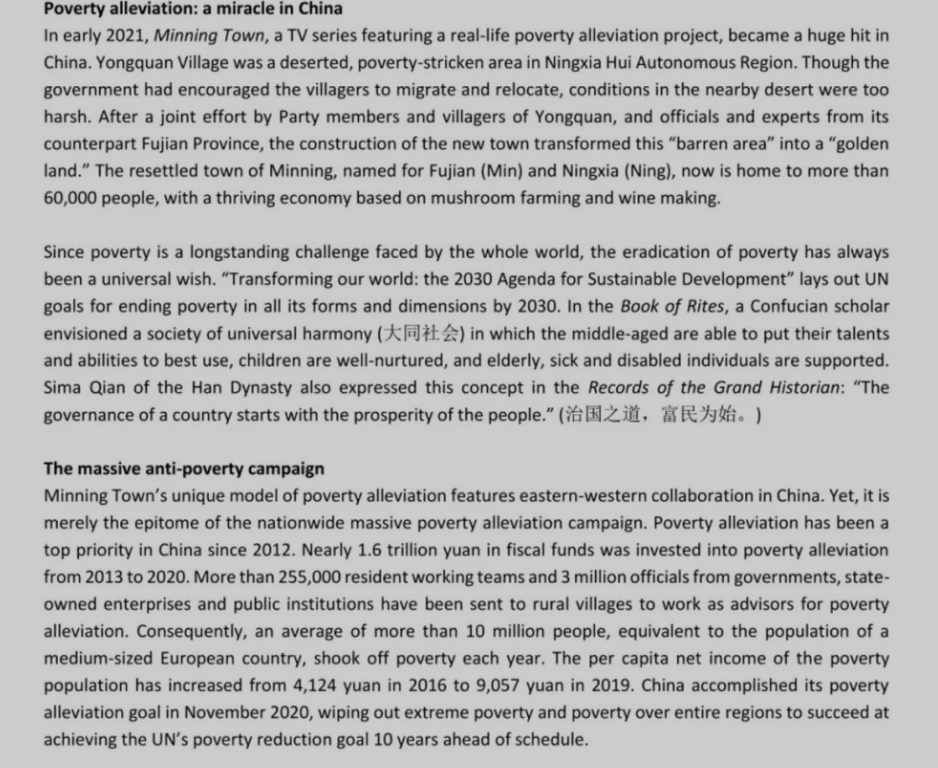 Poverty alleviation: a miracle in China
In early 2021, Minning Town, a TV series featuring a real-life poverty alleviation project, became a huge hit in
China. Yongquan Village was a deserted, poverty-stricken area in Ningxia Hui Autonomous Region. Though the
government had encouraged the villagers to migrate and relocate, conditions in the nearby desert were too
harsh. After a joint effort by Party members and villagers of Yongquan, and officials and experts from its
counterpart Fujian Province, the construction of the new town transformed this “barren area” into a “golden
land.” The resettled town of Minning, named for Fujian (Min) and Ningxia (Ning), now is home to more than
60,000 people, with a thriving economy based on mushroom farming and wine making.
Since poverty is a longstanding challenge faced by the whole world, the eradication of poverty has always
been a universal wish. “Transforming our world: the 2030 Agenda for Sustainable Development” lays out UN
goals for ending poverty in all its forms and dimensions by 2030. In the Book of Rites, a Confucian scholar
envisioned a society of universal harmony (大同社会) in which the middle-aged are able to put their talents
and abilities to best use, children are well-nurtured, and elderly, sick and disabled individuals are supported.
Sima Qian of the Han Dynasty also expressed this concept in the Records of the Grand Historian: “The
governance of a country starts with the prosperity of the people.” (治国之道，富民为始。)
The massive anti-poverty campaign
Minning Town’s unique model of poverty alleviation features eastern-western collaboration in China. Yet, it is
merely the epitome of the nationwide massive poverty alleviation campaign. Poverty alleviation has been a
top priority in China since 2012. Nearly 1.6 trillion yuan in fiscal funds was invested into poverty alleviation
from 2013 to 2020. More than 255,000 resident working teams and 3 million officials from governments, state-
owned enterprises and public institutions have been sent to rural villages to work as advisors for poverty
alleviation. Consequently, an average of more than 10 million people, equivalent to the population of a
medium-sized European country, shook off poverty each year. The per capita net income of the poverty
population has increased from 4,124 yuan in 2016 to 9,057 yuan in 2019. China accomplished its poverty
alleviation goal in November 2020, wiping out extreme poverty and poverty over entire regions to succeed at
achieving the UN’s poverty reduction goal 10 years ahead of schedule.